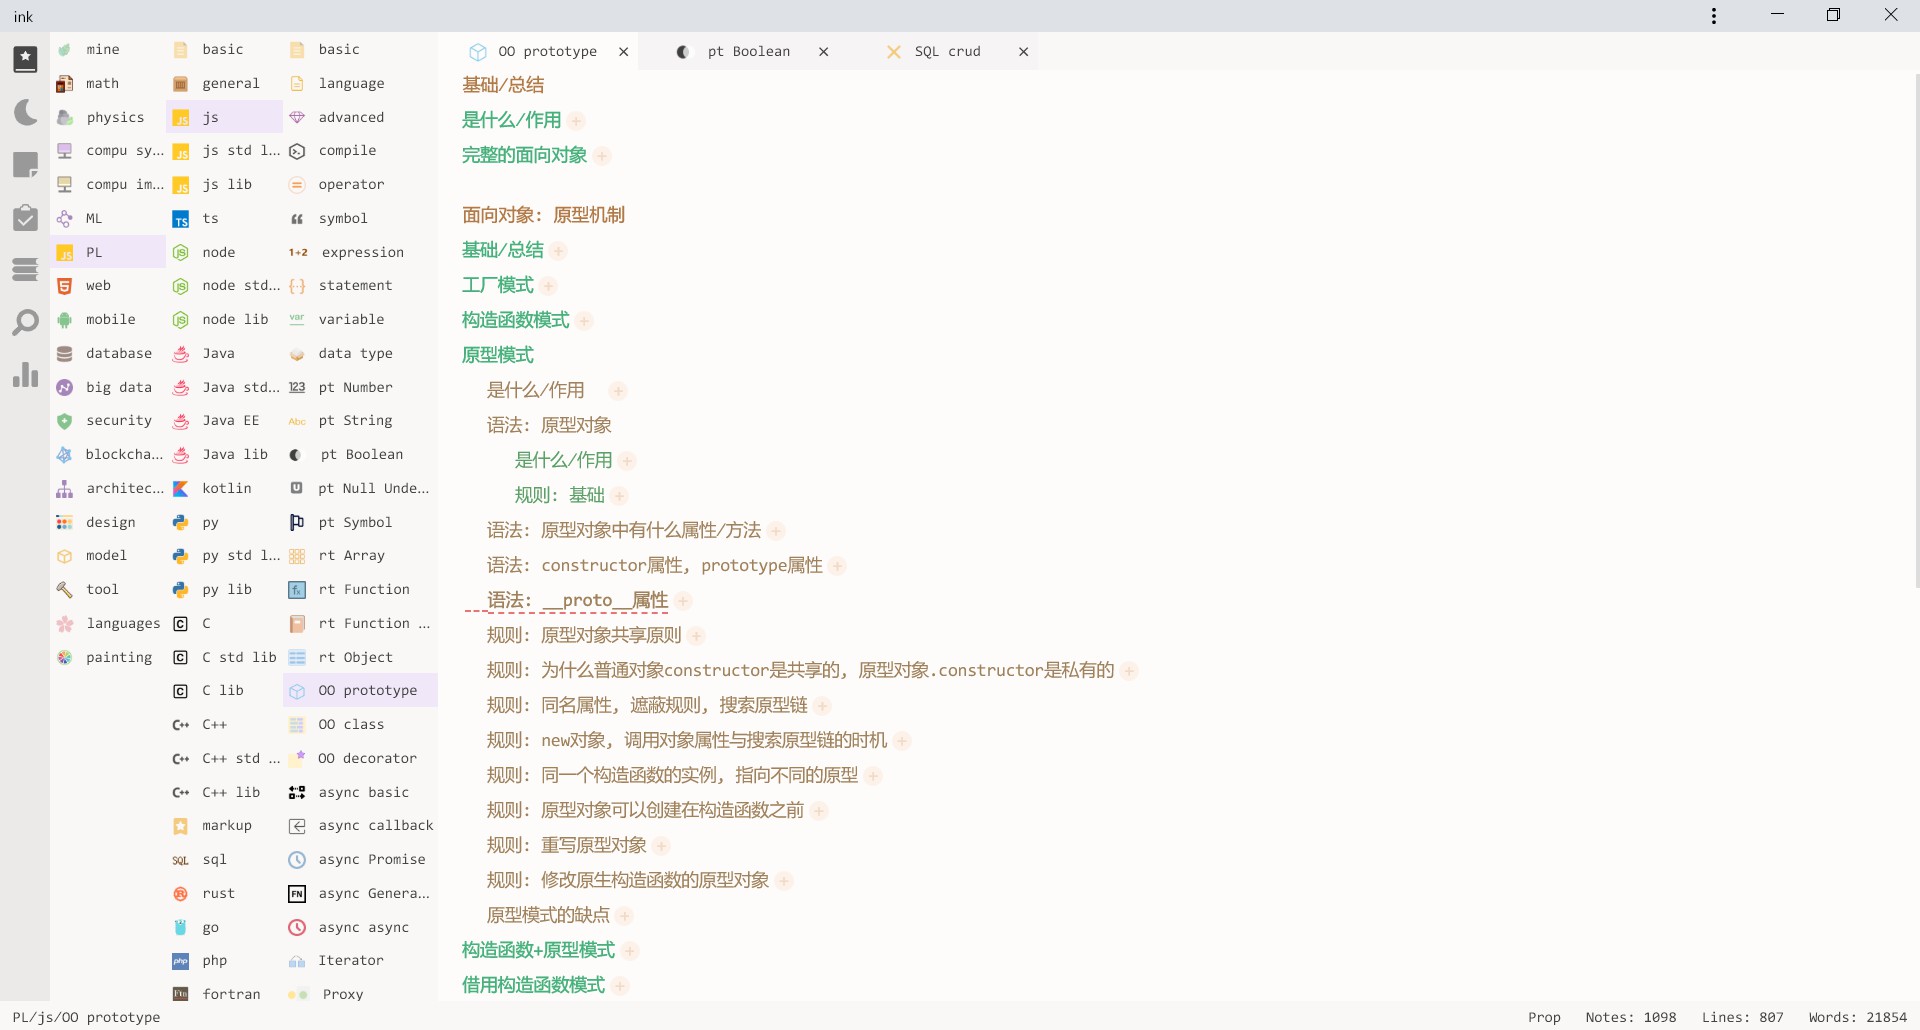 ink
mine
math
physics
compu sy...
compu im...
ML
PL
web
mobile
database
big data
security
blockcha...
architec...
design
model
tool
languages
painting
basic
general
js
js std l...
js lib
ts
node
node std...
node lib
Java
Java std...
Java EE
Java lib
kotlin
py
py std l...
py lib
C
C std lib
C lib
C++
C++ std ...
C++ lib
markup
sql
rust
go
php
fortran
basic
language
advanced
compile
operator
symbol
1+2 expression
statement
var variable
data type
123 pt Number
Abc pt String
pt Boolean
pt Null Unde...
pt Symbol
rt Array
rt Function
rt Function ...
rt Object
OO prototype
OO class
OO decorator
async basic
async callback
async Promise
async Genera...
async async
Iterator
Proxy
OO prototype
pt Boolean
SQL crud
基础/总结
是什么/作用
完整的面向对象
面向对象: 原型机制
基础/总结
工厂模式
构造函数模式
原型模式
是什么/作用
语法: 原型对象
是什么/作用
规则: 基础
语法: 原型对象中有什么属性/方法
语法: constructor属性, prototype属性
语法: __proto__属性
规则: 原型对象共享原则
规则: 为什么普通对象constructor是共享的, 原型对象.constructor是私有的
规则: 同名属性, 遮蔽规则, 搜索原型链
规则: new对象, 调用对象属性与搜索原型链的时机
规则: 同一个构造函数的实例, 指向不同的原型
规则: 原型对象可以创建在构造函数之前
规则: 重写原型对象
规则: 修改原生构造函数的原型对象
原型模式的缺点
构造函数+原型模式
借用构造函数模式
PL/js/OO prototype
Prop Notes: 1098 Lines: 807 Words: 21854